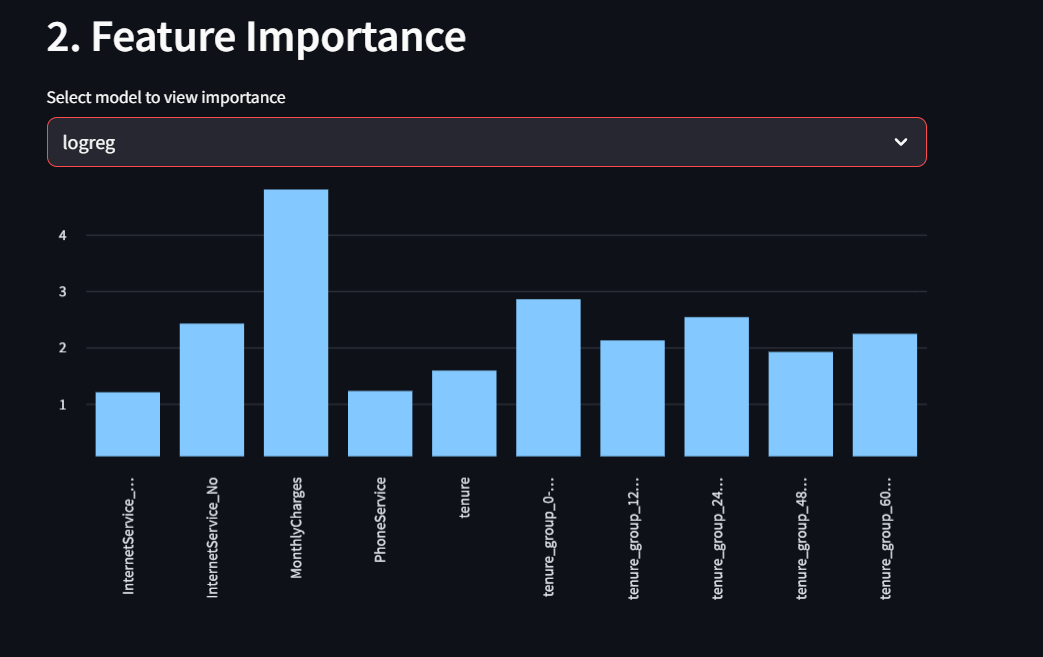 2. Feature Importance
Select model to view importance
logreg
4
3
2
1
InternetService_...
InternetService_No
MonthlyCharges
PhoneService
tenure
tenure_group_0-...
tenure_group_12...
tenure_group_24...
tenure_group_48...
tenure_group_60...